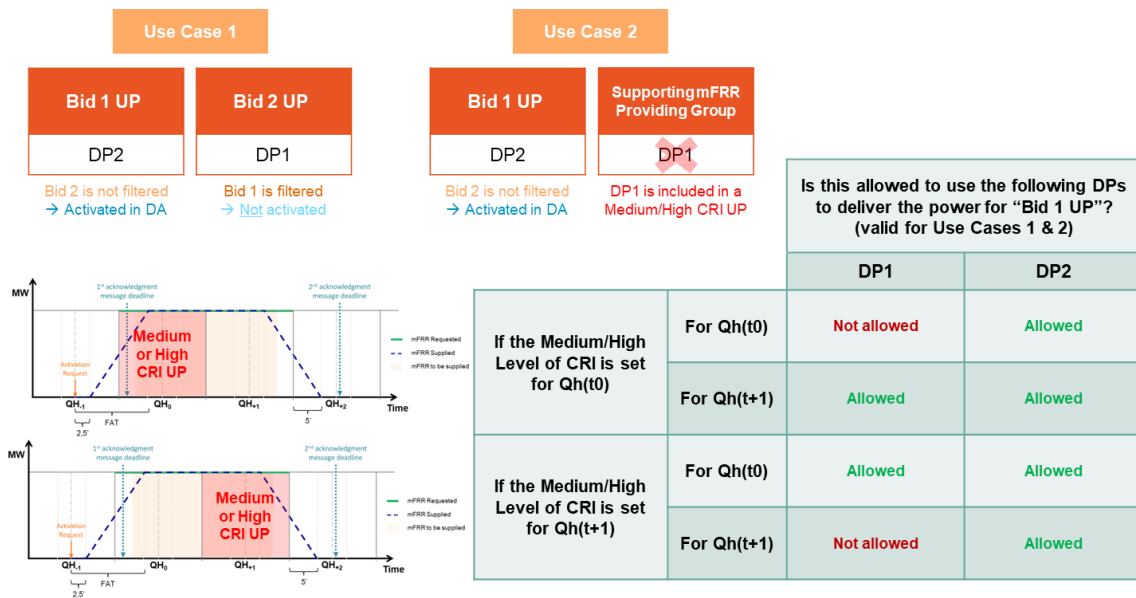 Use Case 1
Use Case 2
Bid 1 UP
Bid 2 UP
DP2
DP1
Bid 2 is not filtered
→ Activated in DA
Bid 1 is filtered
→ Not activated
Bid 1 UP
Supporting mFRR
Providing Group
DP2
DP1
Bid 2 is not filtered
→ Activated in DA
DP1 is included in a
Medium/High CRI UP
MW
1st acknowledgment
message deadline
2nd acknowledgment
message deadline
Medium
or High
CRI UP
mFRR Requested
mFRR Supplied
mFRR to be supplied
Activation
Request
QH-1
QH0
QH+1
QH+2
Time
FAT
2,5'
5'
MW
1st acknowledgment
message deadline
2nd acknowledgment
message deadline
Medium
or High
CRI UP
mFRR Requested
mFRR Supplied
mFRR to be supplied
Activation
Request
QH-1
QH0
QH+1
QH+2
Time
FAT
2,5'
5'
Is this allowed to use the following DPs
to deliver the power for “Bid 1 UP”?
(valid for Use Cases 1 & 2)
DP1
DP2
If the Medium/High
Level of CRI is set
for Qh(t0)
For Qh(t0)
Not allowed
Allowed
For Qh(t+1)
Allowed
Allowed
If the Medium/High
Level of CRI is set
for Qh(t+1)
For Qh(t0)
Allowed
Allowed
For Qh(t+1)
Not allowed
Allowed